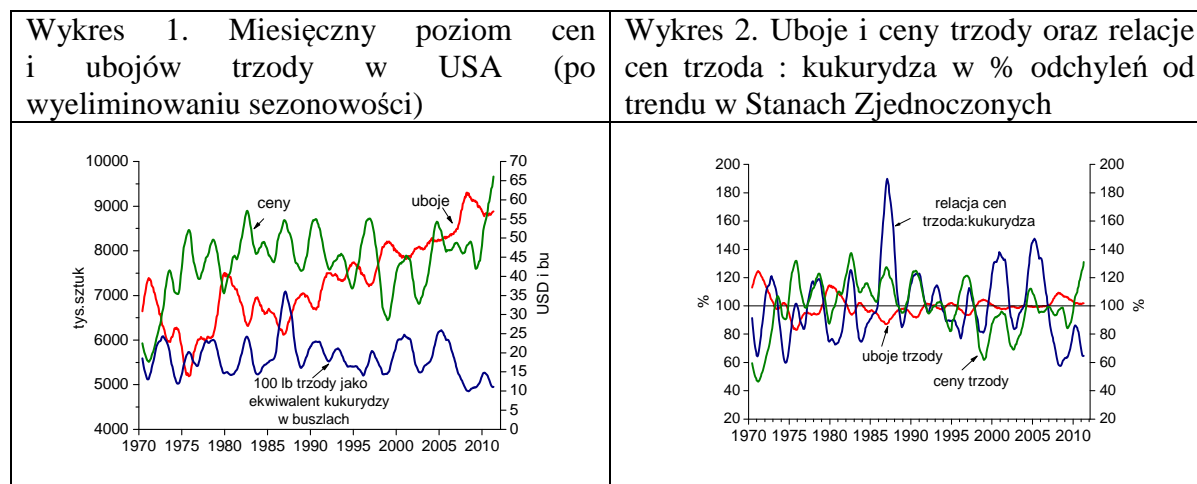 Wykres 1. Miesięczny poziom cen
i ubojów trzody w USA (po
wyeliminowaniu sezonowości)
Wykres 2. Uboje i ceny trzody oraz relacje
cen trzoda : kukurydza w % odchyleń od
trendu w Stanach Zjednoczonych
10000
9000
8000
7000
6000
5000
4000
tys.sztuk
70
65
60
55
50
45
40
35
30
25
20
15
10
5
0
USD i bu
ceny
uboje
100 lb trzody jako
ekwiwalent kukurydzy
w buszlach
1970 1975 1980 1985 1990 1995 2000 2005 2010
200
180
160
140
120
100
80
60
40
20
%
200
180
160
140
120
100
80
60
40
20
%
relacja cen
trzoda:kukurydza
uboje trzody
ceny trzody
1970 1975 1980 1985 1990 1995 2000 2005 2010